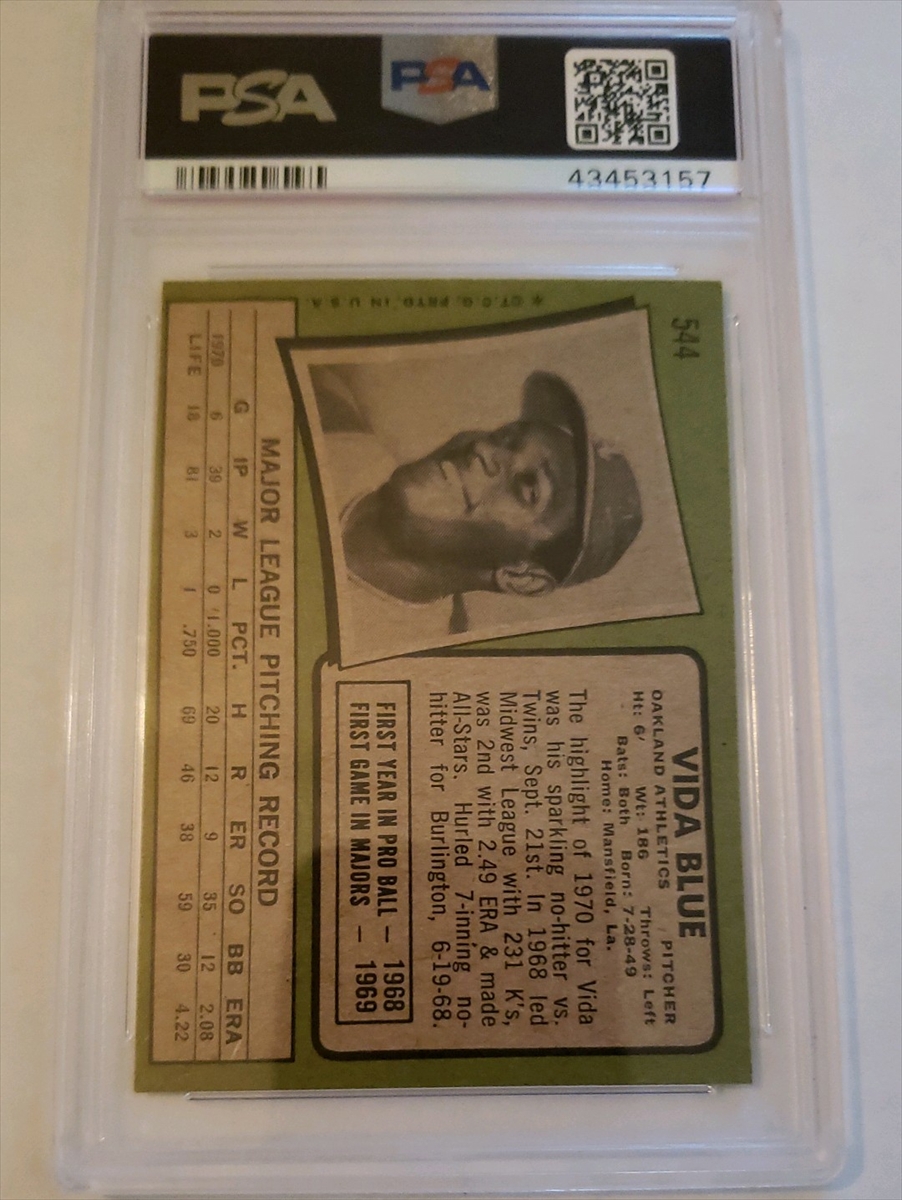 PSA
PSA
43453157
544
VIDA BLUE
OAKLAND ATHLETICS PITCHER
Ht: 6' Wt: 186 Throws: Left
Bats: Both Born: 7-28-49
Home: Mansfield, La.
The highlight of 1970 for Vida
was his sparkling no-hitter vs.
Twins, Sept. 21st. In 1968 led
Midwest League with 231 K's,
was 2nd with 2.49 ERA & made
All-Stars. Hurled 7-inning no-
hitter for Burlington, 6-19-68.
FIRST YEAR IN PRO BALL — 1968
FIRST GAME IN MAJORS — 1969
MAJOR LEAGUE PITCHING RECORD
G IP W L PCT. H R ER SO BB ERA
1970 6 39 2 0 1.000 20 12 9 35 12 2.08
LIFE 18 81 3 1 .750 69 46 38 59 30 4.22
* ©T.C.G. PRTD. IN U.S.A.